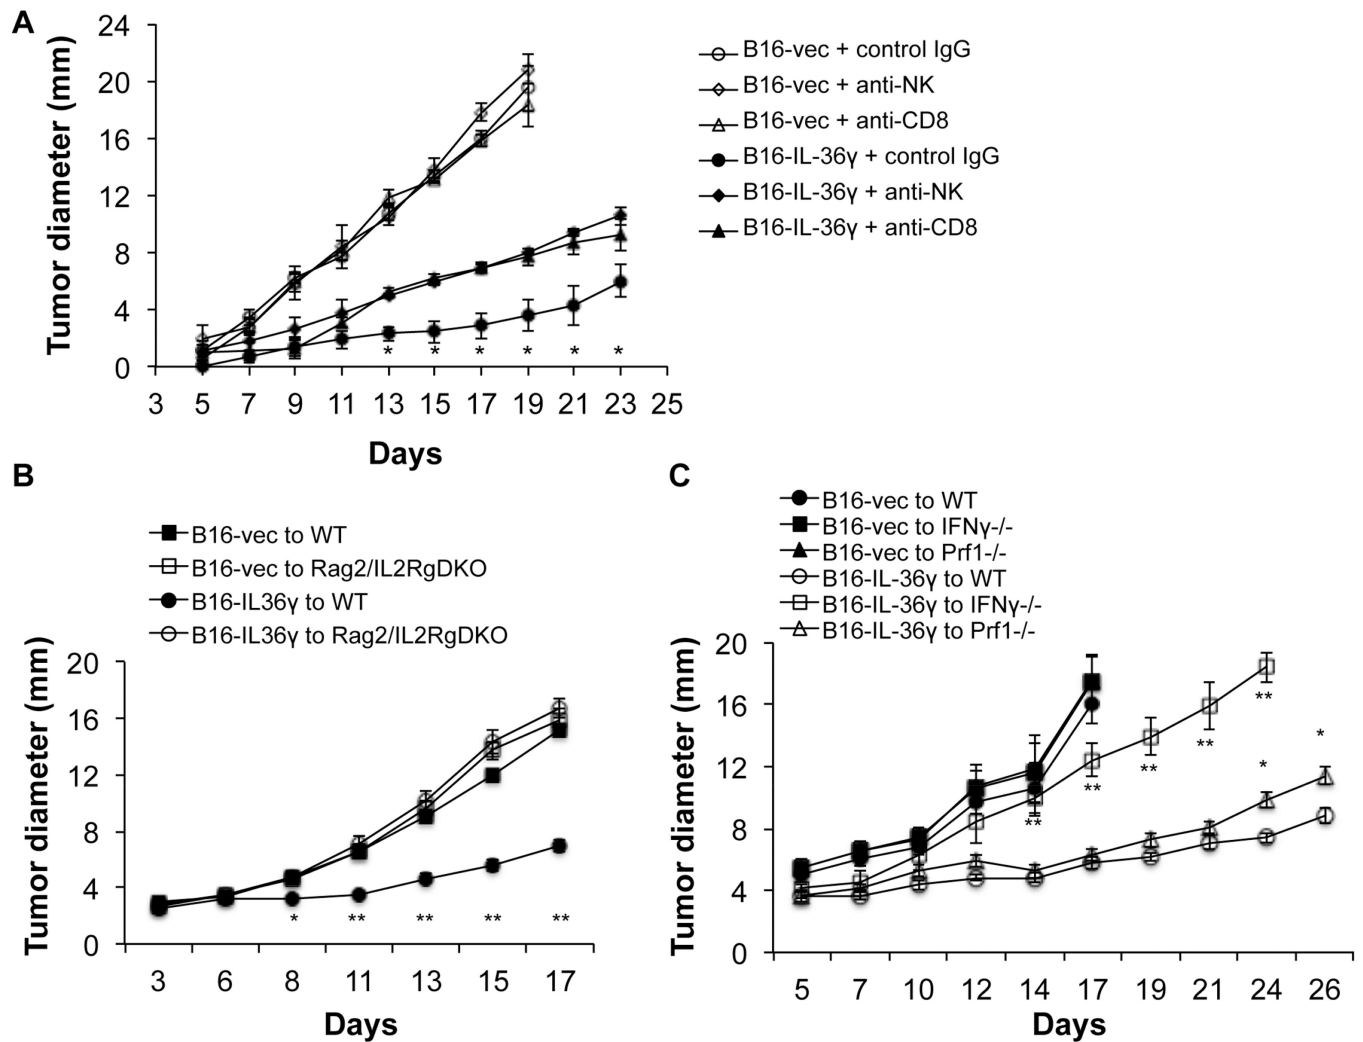 A
Tumor diameter (mm)
24
20
16
12
8
4
0
3 5 7 9 11 13 15 17 19 21 23 25
Days
* * * * * *
B16-vec + control IgG
B16-vec + anti-NK
B16-vec + anti-CD8
B16-IL-36γ + control IgG
B16-IL-36γ + anti-NK
B16-IL-36γ + anti-CD8
B
B16-vec to WT
B16-vec to Rag2/IL2RgDKO
B16-IL36γ to WT
B16-IL36γ to Rag2/IL2RgDKO
Tumor diameter (mm)
20
16
12
8
4
0
* ** ** ** **
3 6 8 11 13 15 17
Days
C
B16-vec to WT
B16-vec to IFNγ-/-
B16-vec to Prf1-/-
B16-IL-36γ to WT
B16-IL-36γ to IFNγ-/-
B16-IL-36γ to Prf1-/-
Tumor diameter (mm)
20
16
12
8
4
0
** ** ** ** **
* *
5 7 10 12 14 17 19 21 24 26
Days